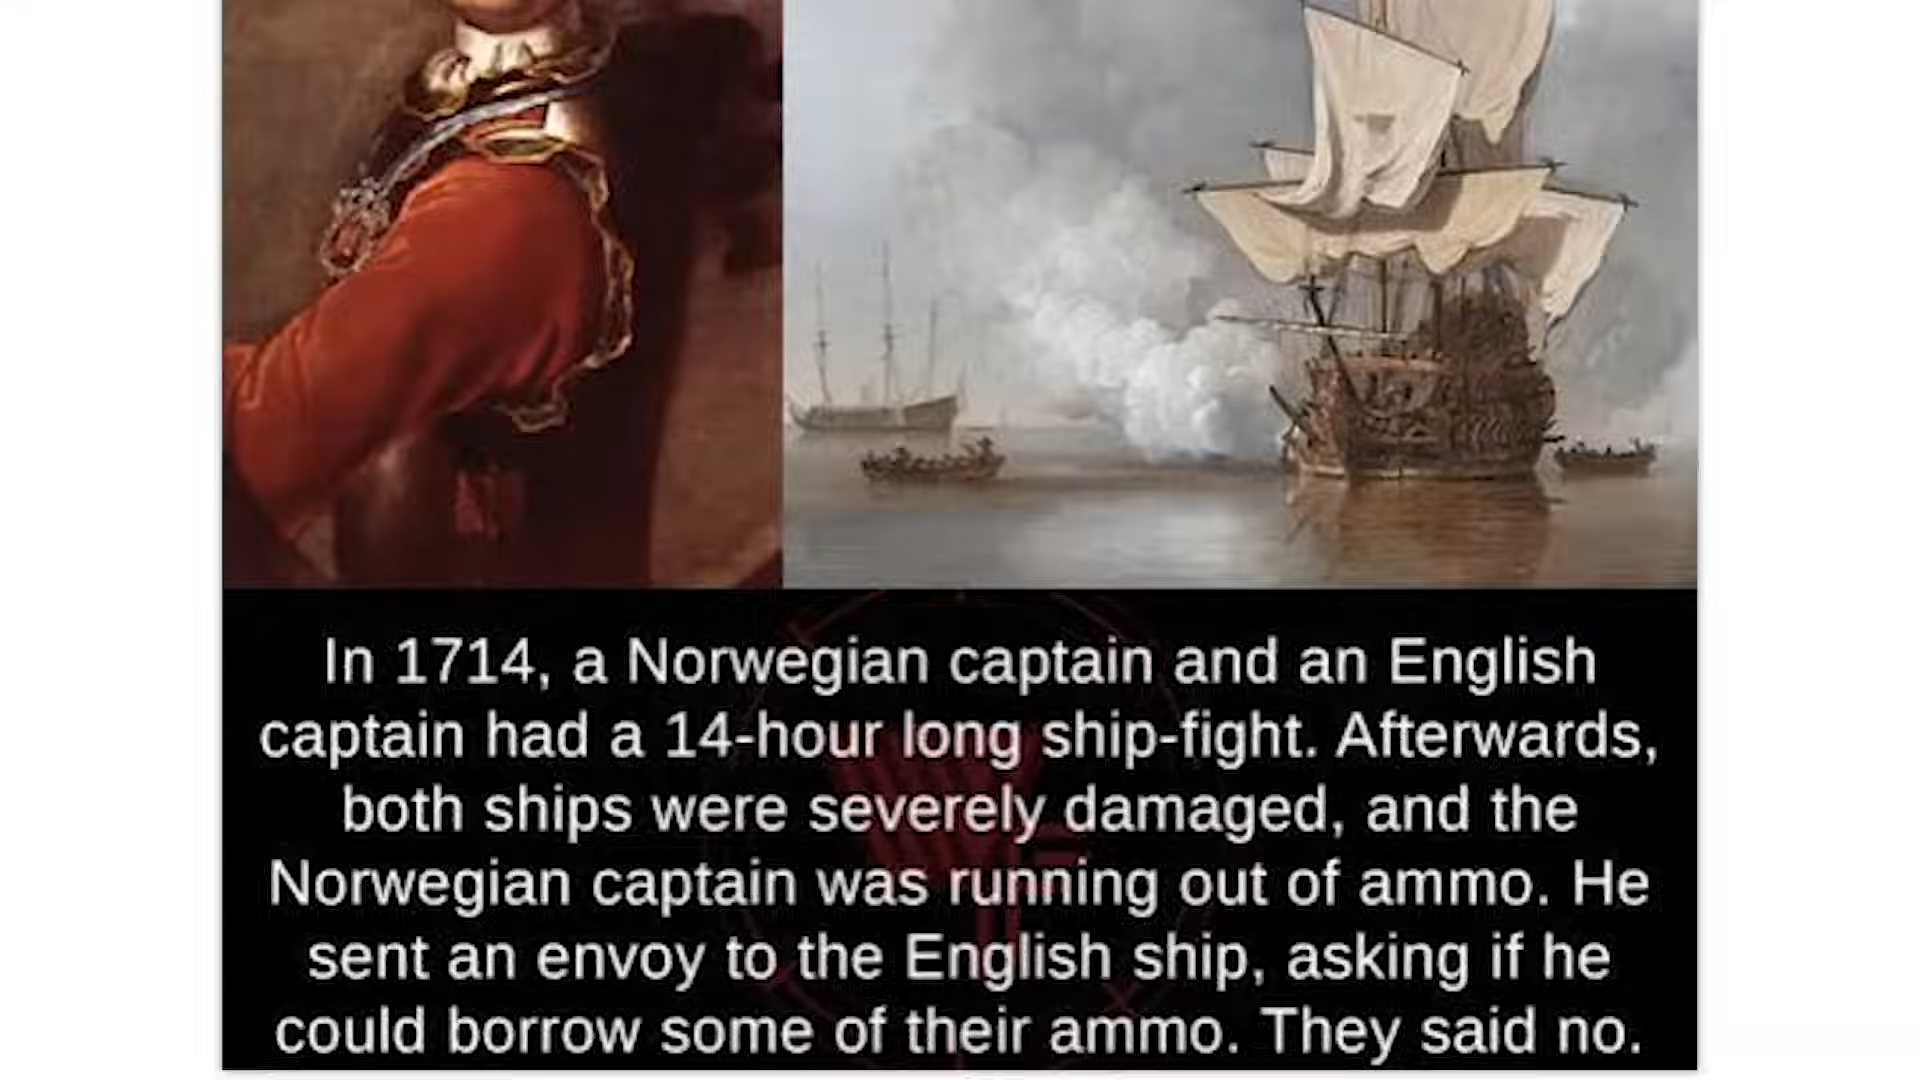 In 1714, a Norwegian captain and an English
captain had a 14-hour long ship-fight. Afterwards,
both ships were severely damaged, and the
Norwegian captain was running out of ammo. He
sent an envoy to the English ship, asking if he
could borrow some of their ammo. They said no.